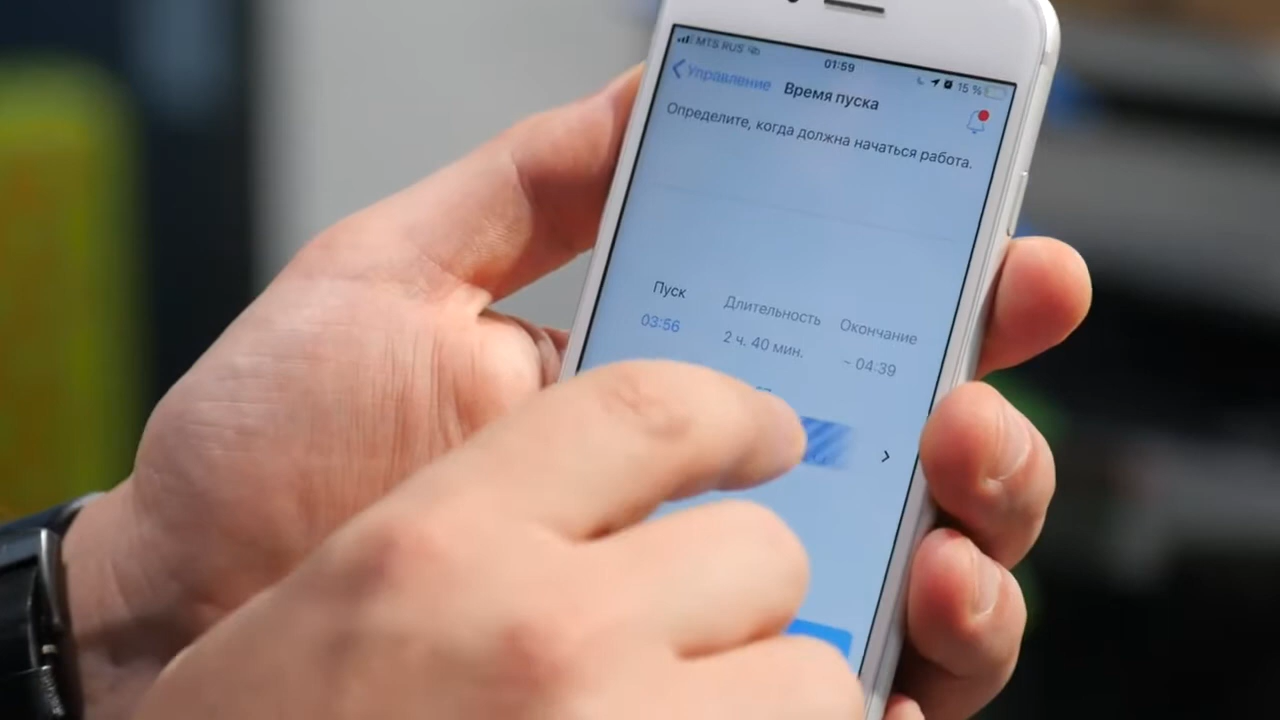 MTS RUS
01:59
15 %
Управление
Время пуска
Определите, когда должна начаться работа.
Пуск Длительность Окончание
03:56 2 ч. 40 мин. ~ 04:39